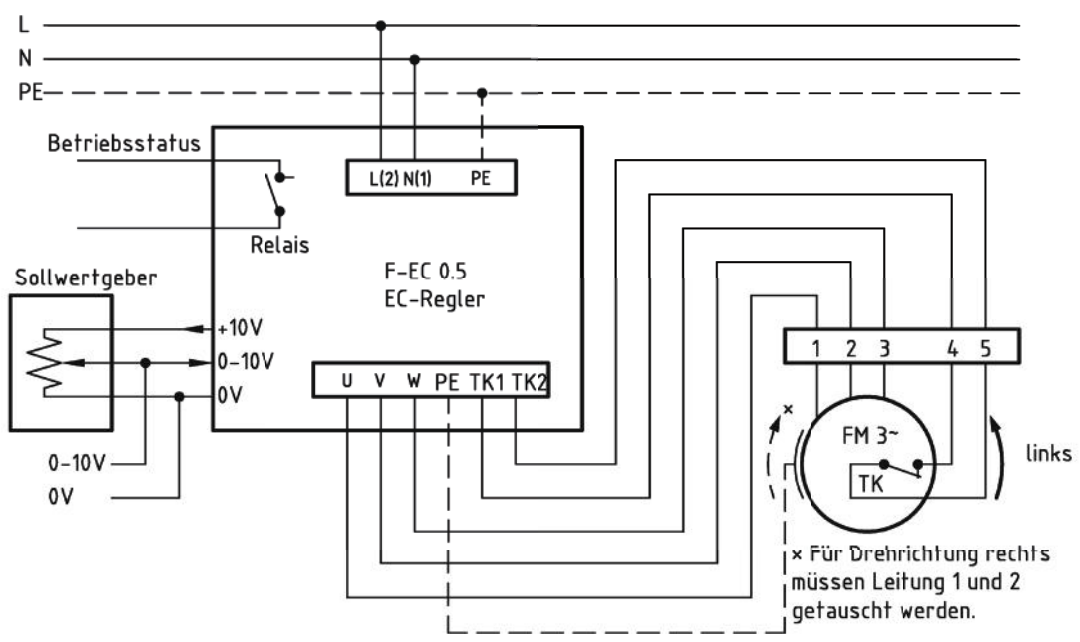 L
N
PE
Betriebsstatus
L(2) N(1) PE
Relais
F-EC 0.5
EC-Regler
Sollwertgeber
+10V
0-10V
0V
U V W PE TK1 TK2
0-10V
0V
1 2 3 4 5
×
FM 3~
TK
links
× Für Drehrichtung rechts
müssen Leitung 1 und 2
getauscht werden.